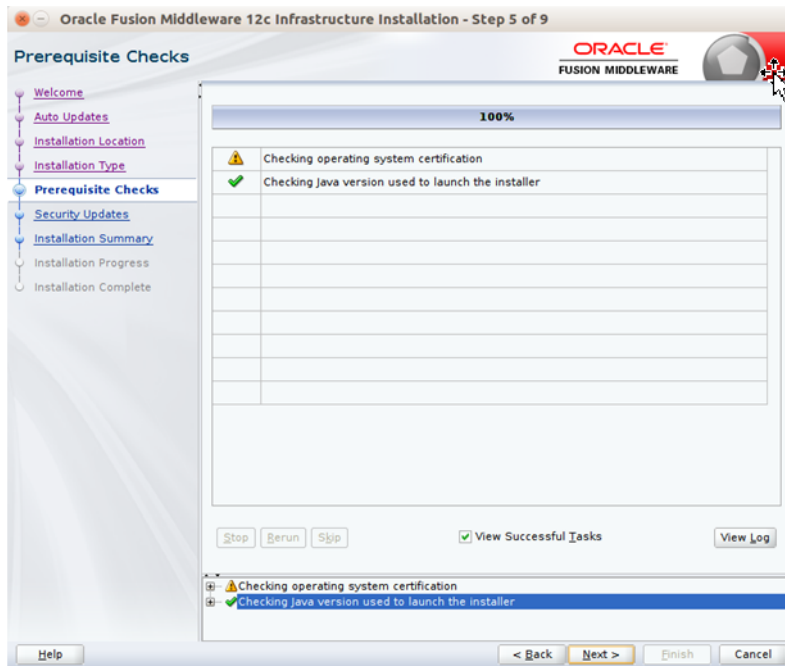 Oracle Fusion Middleware 12c Infrastructure Installation - Step 5 of 9
Prerequisite Checks
ORACLE
FUSION MIDDLEWARE
Welcome
Auto Updates
Installation Location
Installation Type
Prerequisite Checks
Security Updates
Installation Summary
Installation Progress
Installation Complete
100%
Checking operating system certification
Checking Java version used to launch the installer
Stop Rerun Skip View Successful Tasks View Log
Checking operating system certification
Checking Java version used to launch the installer
Help < Back Next > Finish Cancel